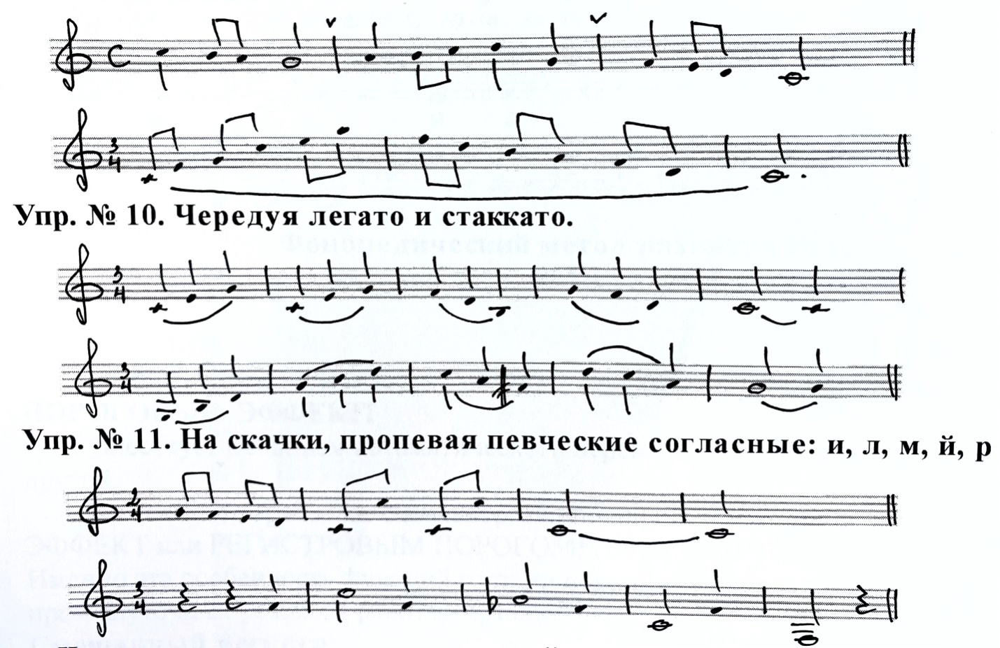 Упр. № 10. Чередуя легато и стаккато.
Упр. № 11. На скачки, пропевая певческие согласные: и, л, м, й, р